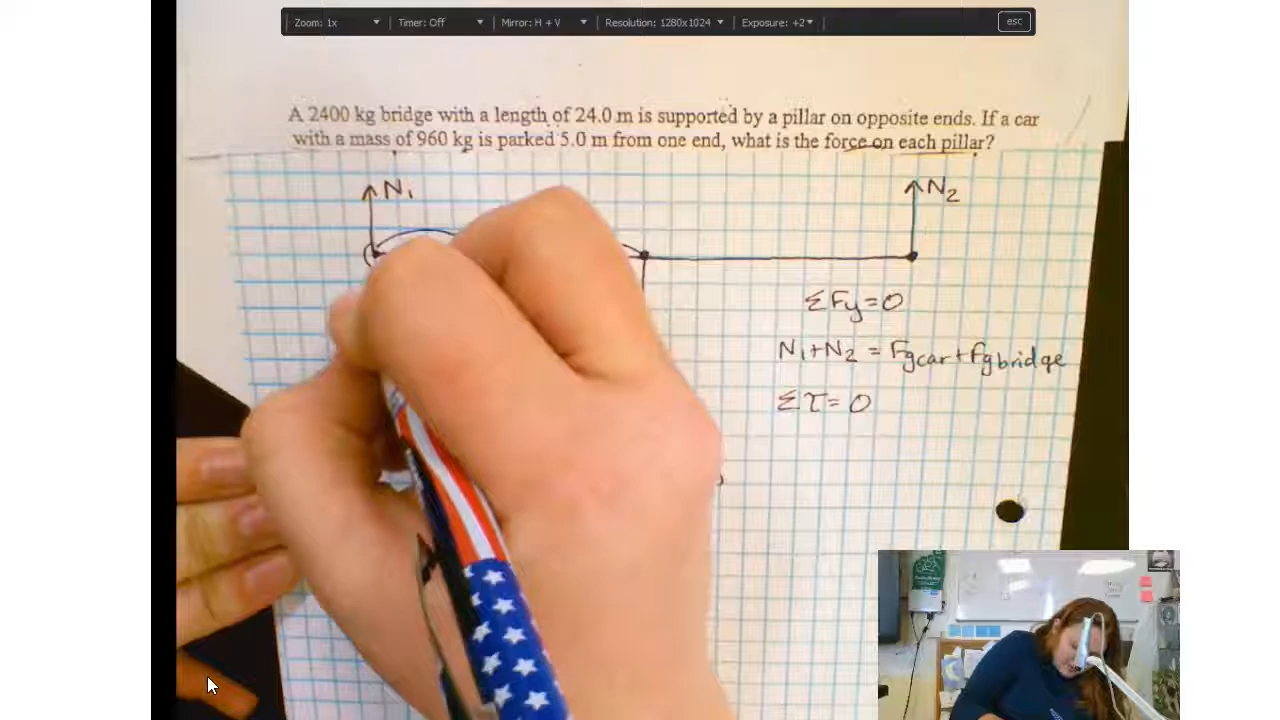 Zoom: 1x Timer: Off Mirror: H + V Resolution: 1280x1024 Exposure: +2 esc
A 2400 kg bridge with a length of 24.0 m is supported by a pillar on opposite ends. If a car
with a mass of 960 kg is parked 5.0 m from one end, what is the force on each pillar?
N₁ N₂
ΣFy=0
N₁+N₂ = Fgcar+Fgbridge
Στ=0